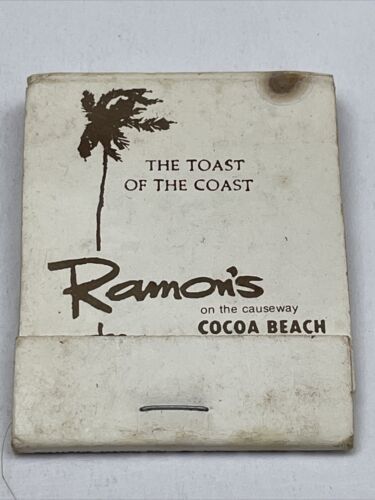 THE TOAST
OF THE COAST
Ramon's
on the causeway
COCOA BEACH